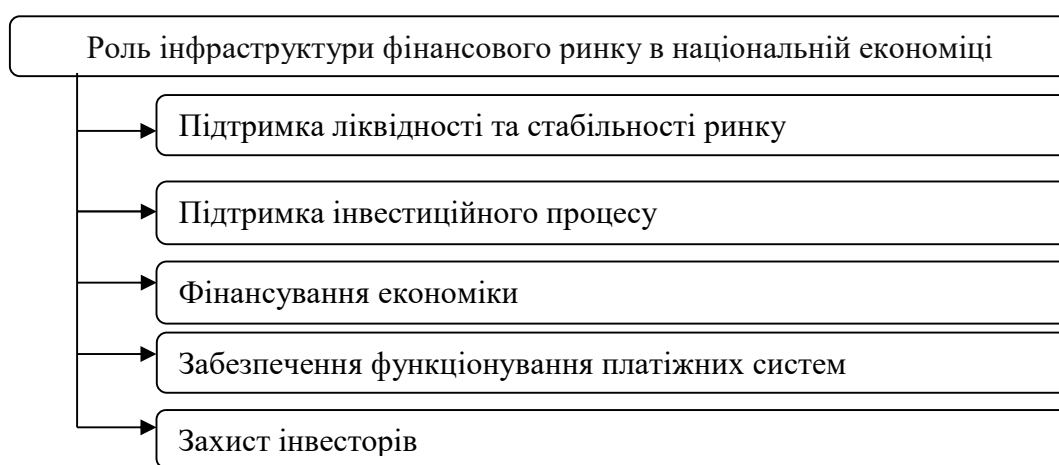 Роль інфраструктури фінансового ринку в національній економіці
Підтримка ліквідності та стабільності ринку
Підтримка інвестиційного процесу
Фінансування економіки
Забезпечення функціонування платіжних систем
Захист інвесторів